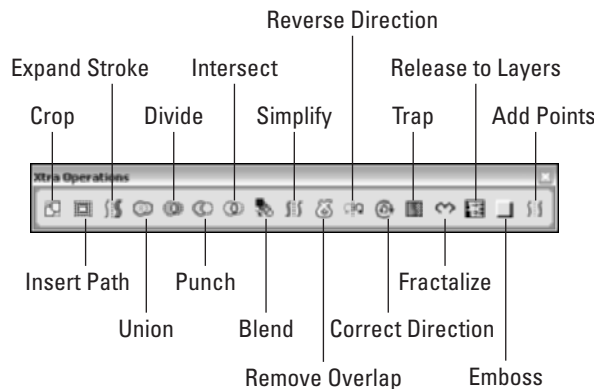 Reverse Direction
Expand Stroke Intersect Release to Layers
Crop Divide Simplify Trap Add Points
Xtra Operations
Insert Path Punch Fractalize
Union Blend Correct Direction
Remove Overlap Emboss